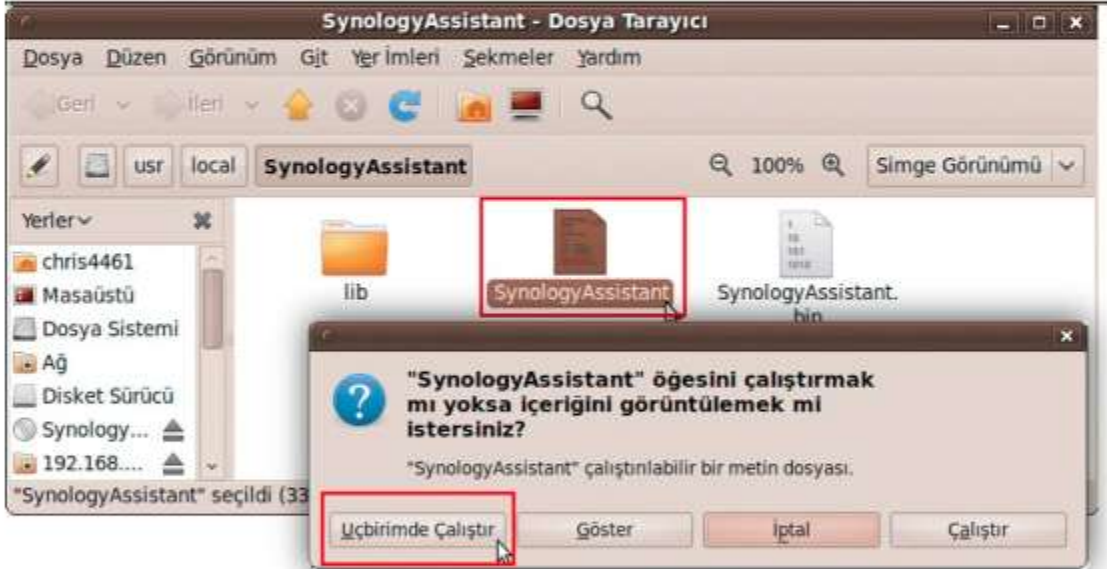 SynologyAssistant - Dosya Tarayıcı
Dosya Düzen Görünüm Git Yer İmleri Sekmeler Yardım
Geri İleri
usr local SynologyAssistant 100% Simge Görünümü
Yerler
chris4461
Masaüstü
Dosya Sistemi
Ağ
Disket Sürücü
Synology...
192.168....
lib
SynologyAssistant
SynologyAssistant.
bin
"SynologyAssistant" seçildi (33
"SynologyAssistant" öğesini çalıştırmak
mı yoksa içeriğini görüntülemek mi
istersiniz?
"SynologyAssistant" çalıştırılabilir bir metin dosyası.
Uçbirimde Çalıştır Göster İptal Çalıştır